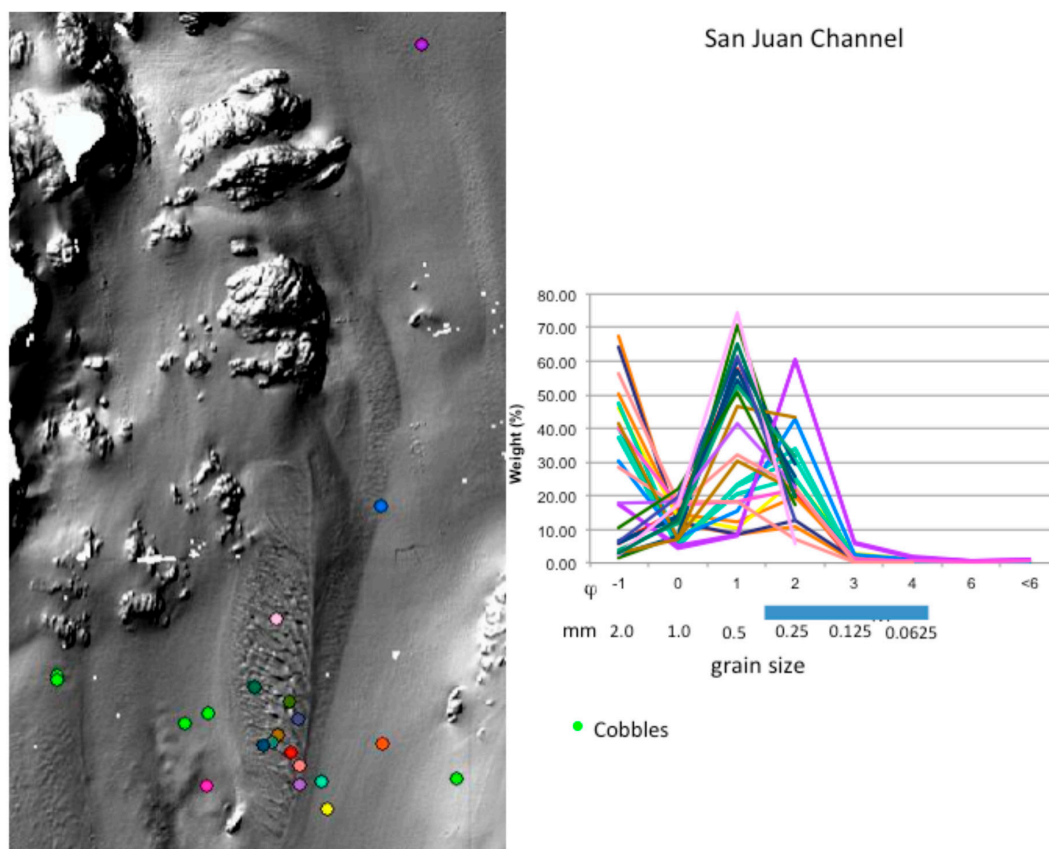 San Juan Channel
80.00
70.00
60.00
50.00
40.00
30.00
20.00
10.00
0.00
Weight (%)
φ -1 0 1 2 3 4 6 <6
mm 2.0 1.0 0.5 0.25 0.125 0.0625
grain size
Cobbles